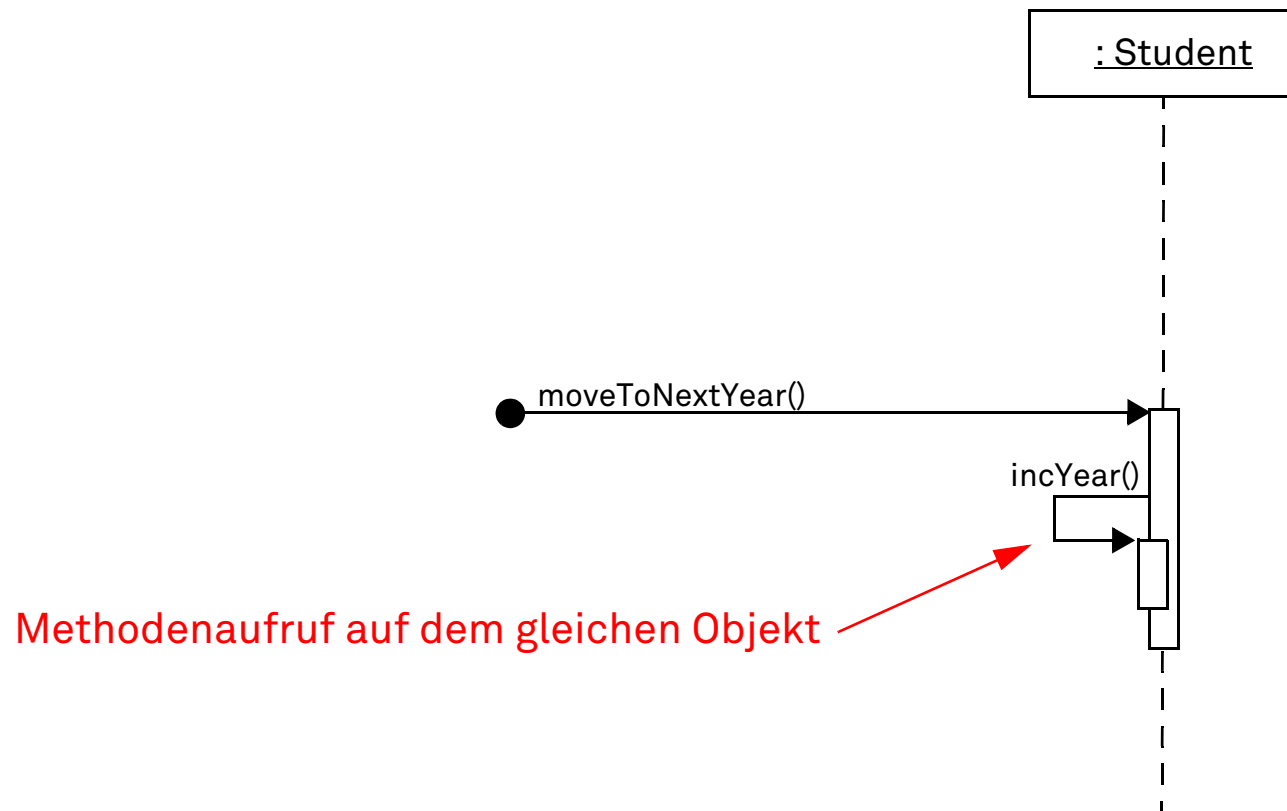 : Student
moveToNextYear()
incYear()
Methodenaufruf auf dem gleichen Objekt